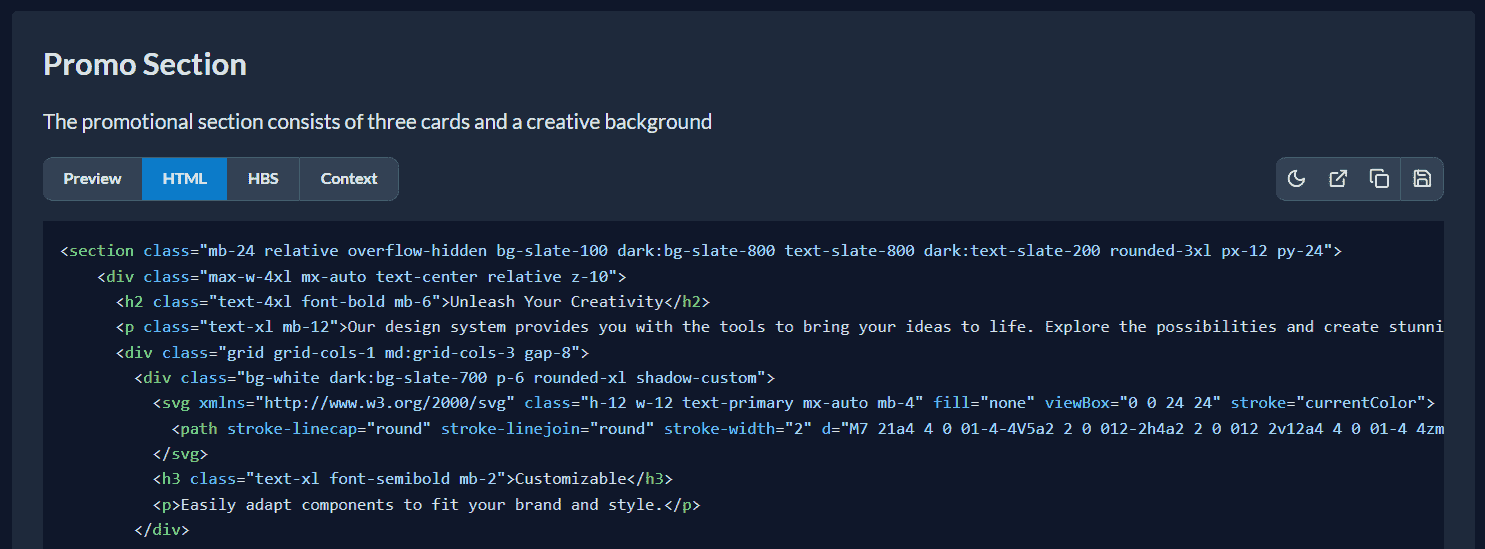 Promo Section
The promotional section consists of three cards and a creative background
Preview HTML HBS Context
<section class="mb-24 relative overflow-hidden bg-slate-100 dark:bg-slate-800 text-slate-800 dark:text-slate-200 rounded-3xl px-12 py-24">
<div class="max-w-4xl mx-auto text-center relative z-10">
<h2 class="text-4xl font-bold mb-6">Unleash Your Creativity</h2>
<p class="text-xl mb-12">Our design system provides you with the tools to bring your ideas to life. Explore the possibilities and create stunni
<div class="grid grid-cols-1 md:grid-cols-3 gap-8">
<div class="bg-white dark:bg-slate-700 p-6 rounded-xl shadow-custom">
<svg xmlns="http://www.w3.org/2000/svg" class="h-12 w-12 text-primary mx-auto mb-4" fill="none" viewBox="0 0 24 24" stroke="currentColor">
<path stroke-linecap="round" stroke-linejoin="round" stroke-width="2" d="M7 21a4 4 0 01-4-4V5a2 2 0 012-2h4a2 2 0 012 2v12a4 4 0 01-4 4zm
</svg>
<h3 class="text-xl font-semibold mb-2">Customizable</h3>
<p>Easily adapt components to fit your brand and style.</p>
</div>